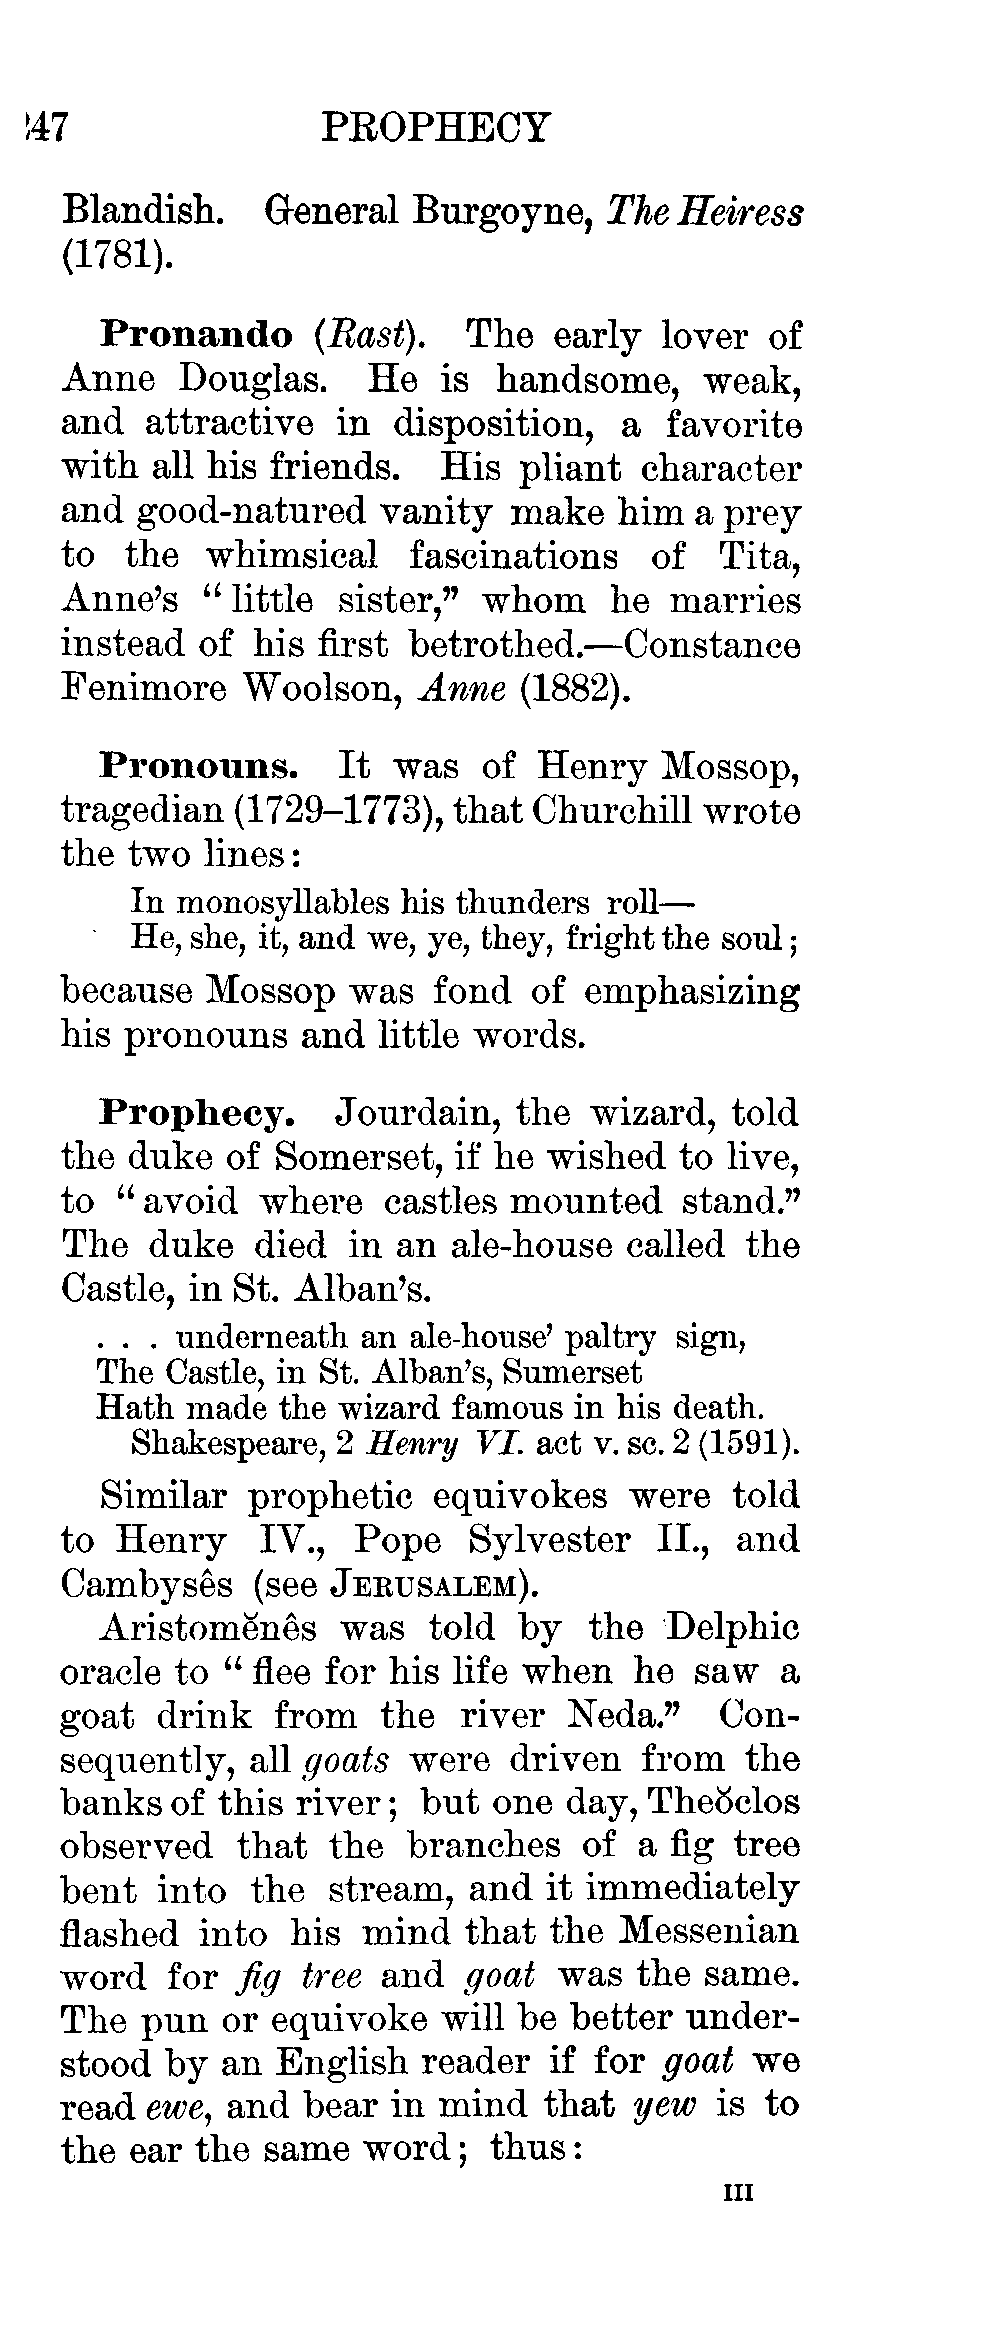 247 PROPHECY
Blandish. General Burgoyne, The Heiress
(1781).
Pronando (Rast). The early lover of
Anne Douglas. He is handsome, weak,
and attractive in disposition, a favorite
with all his friends. His pliant character
and good-natured vanity make him a prey
to the whimsical fascinations of Tita,
Anne's “little sister,” whom he marries
instead of his first betrothed.—Constance
Fenimore Woolson, Anne (1882).
Pronouns. It was of Henry Mossop,
tragedian (1729–1773), that Churchill wrote
the two lines:
In monosyllables his thunders roll—
He, she, it, and we, ye, they, fright the soul;
because Mossop was fond of emphasizing
his pronouns and little words.
Prophecy. Jourdain, the wizard, told
the duke of Somerset, if he wished to live,
to “avoid where castles mounted stand.”
The duke died in an ale-house called the
Castle, in St. Alban's.
. . . underneath an ale-house' paltry sign,
The Castle, in St. Alban's, Sumerset
Hath made the wizard famous in his death.
Shakespeare, 2 Henry VI. act v. sc. 2 (1591).
Similar prophetic equivokes were told
to Henry IV., Pope Sylvester II., and
Cambysês (see JERUSALEM).
Aristomĕnês was told by the Delphic
oracle to “flee for his life when he saw a
goat drink from the river Neda.” Con-
sequently, all goats were driven from the
banks of this river; but one day, Theŏclos
observed that the branches of a fig tree
bent into the stream, and it immediately
flashed into his mind that the Messenian
word for fig tree and goat was the same.
The pun or equivoke will be better under-
stood by an English reader if for goat we
read ewe, and bear in mind that yew is to
the ear the same word; thus:
III